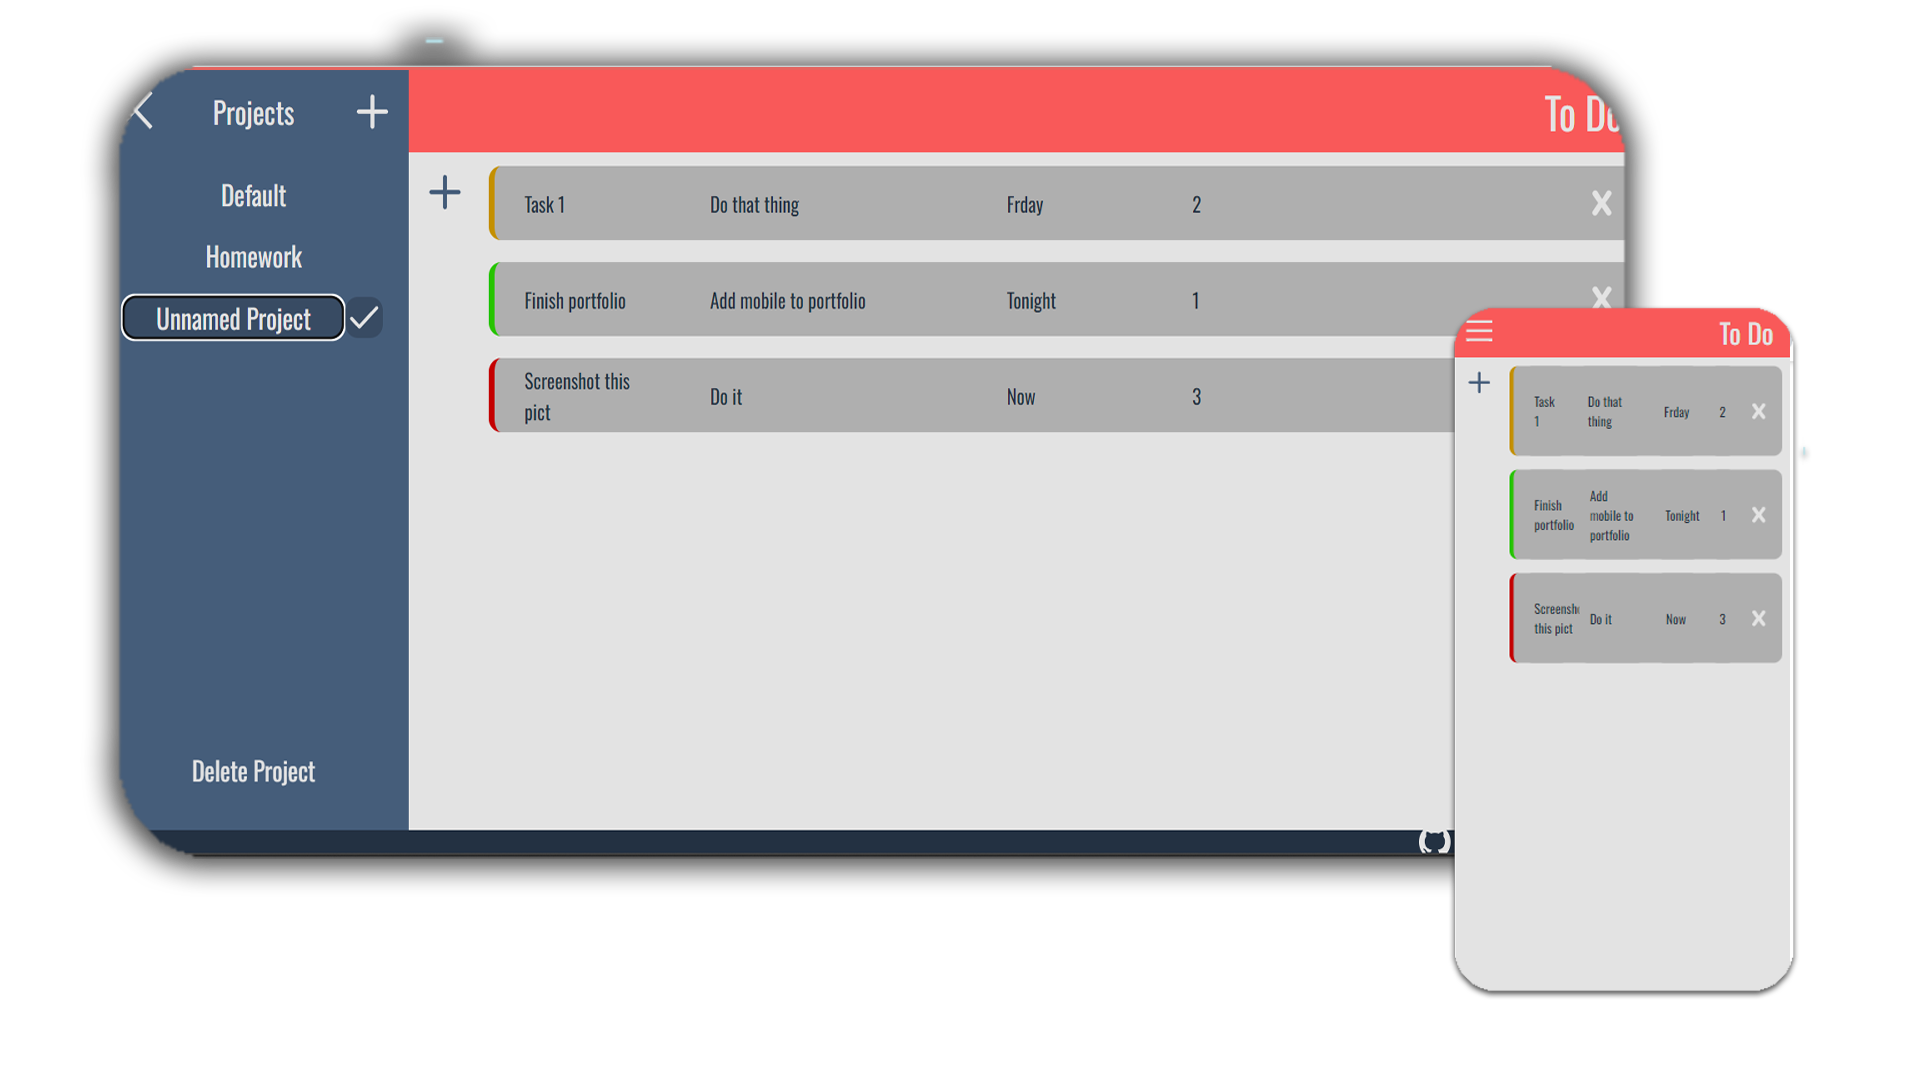 Projects
To Do
Default
Homework
Unnamed Project
Delete Project
Task 1 Do that thing Frday 2 X
Finish portfolio Add mobile to portfolio Tonight 1 X
Screenshot this
pict
Do it Now 3
To Do
Task
1
Do that
thing
Frday 2 X
Finish
portfolio
Add
mobile to
portfolio
Tonight 1 X
Screensh
this pict
Do it Now 3 X